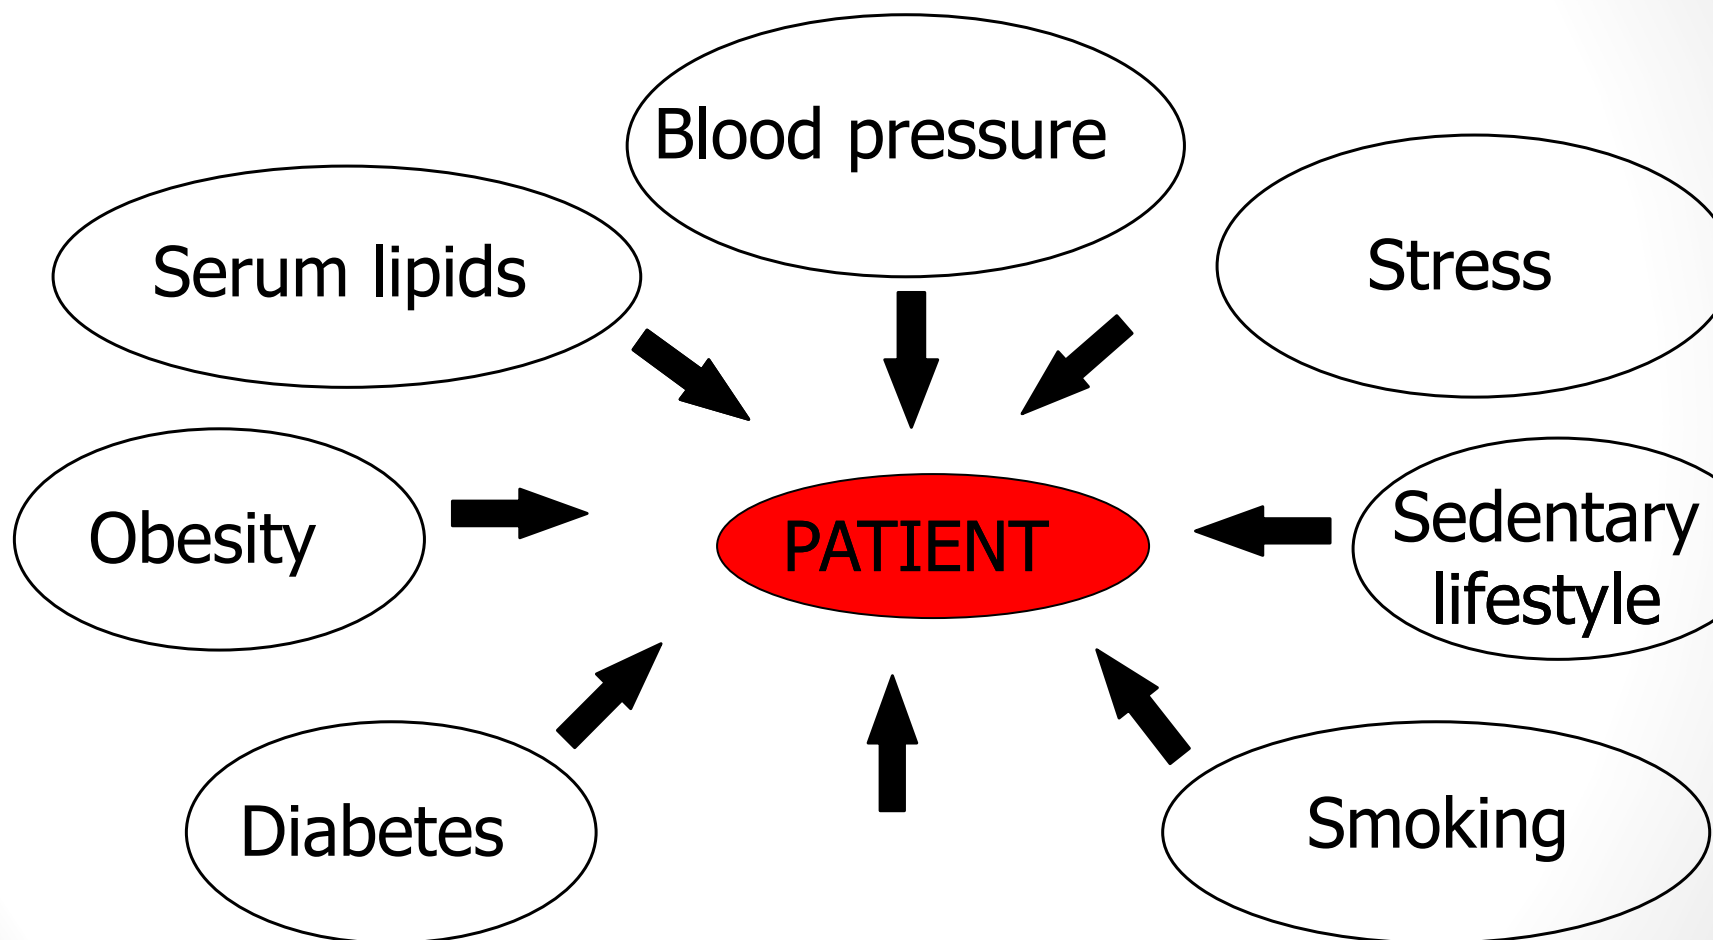 Blood pressure
Serum lipids
Stress
Obesity
PATIENT
Sedentary
lifestyle
Diabetes
Smoking